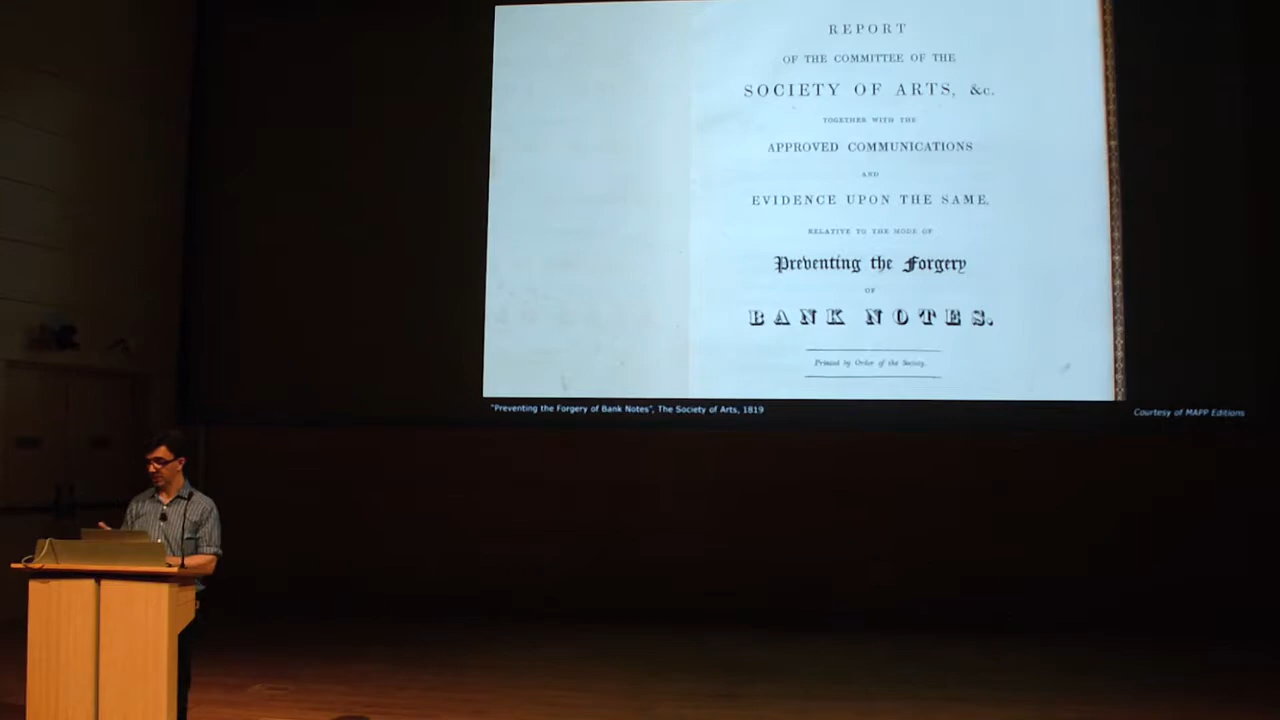 REPORT
OF THE COMMITTEE OF THE
SOCIETY OF ARTS, &c.
TOGETHER WITH THE
APPROVED COMMUNICATIONS
AND
EVIDENCE UPON THE SAME,
RELATIVE TO THE MODE OF
Preventing the Forgery
OF
BANK NOTES.
Printed by Order of the Society.
"Preventing the Forgery of Bank Notes", The Society of Arts, 1819
Courtesy of MAPP Editions